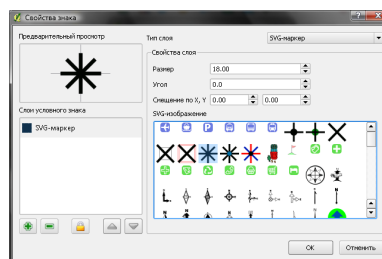 Свойства знака
Предварительный просмотр
Тип слоя
SVG-маркер
Свойства слоя
Размер
18.00
Угол
0.0
Смещение по X, Y
0.00
0.00
SVG-изображение
Слои условного знака
SVG-маркер
OK
Отменить